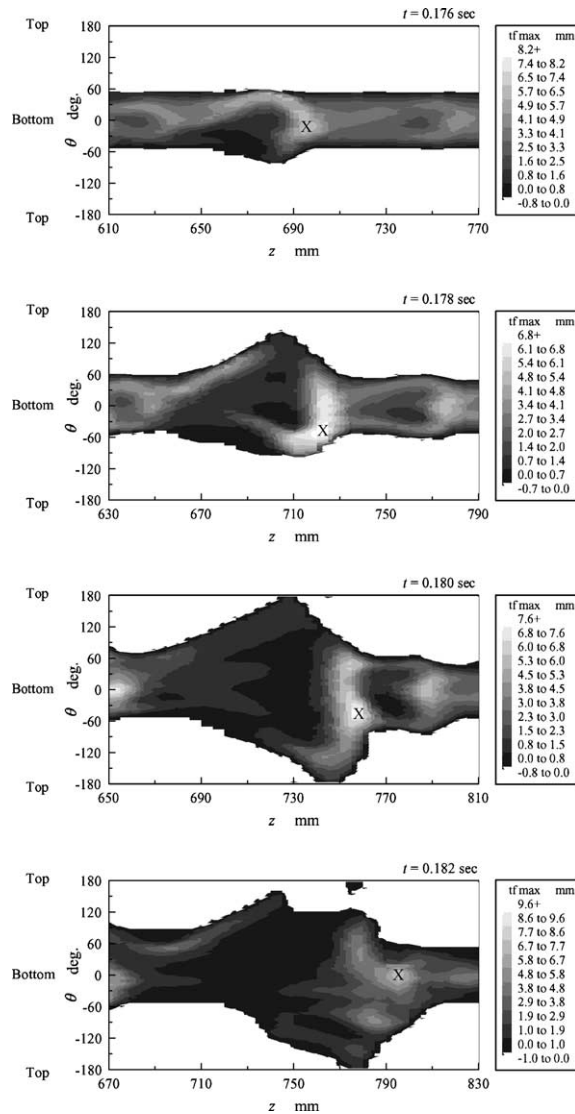 Top
t = 0.176 sec
180
120
60
0
-60
-120
-180
Bottom
θ deg.
Top
610 650 690 730 770
z mm
tf max mm
8.2+
7.4 to 8.2
6.5 to 7.4
5.7 to 6.5
4.9 to 5.7
4.1 to 4.9
3.3 to 4.1
2.5 to 3.3
1.6 to 2.5
0.8 to 1.6
0.0 to 0.8
-0.8 to 0.0
X
Top
t = 0.178 sec
180
120
60
0
-60
-120
-180
Bottom
θ deg.
Top
630 670 710 750 790
z mm
tf max mm
6.8+
6.1 to 6.8
5.4 to 6.1
4.8 to 5.4
4.1 to 4.8
3.4 to 4.1
2.7 to 3.4
2.0 to 2.7
1.4 to 2.0
0.7 to 1.4
0.0 to 0.7
-0.7 to 0.0
X
Top
t = 0.180 sec
180
120
60
0
-60
-120
-180
Bottom
θ deg.
Top
650 690 730 770 810
z mm
tf max mm
7.6+
6.8 to 7.6
6.0 to 6.8
5.3 to 6.0
4.5 to 5.3
3.8 to 4.5
3.0 to 3.8
2.3 to 3.0
1.5 to 2.3
0.8 to 1.5
0.0 to 0.8
-0.8 to 0.0
X
Top
t = 0.182 sec
180
120
60
0
-60
-120
-180
Bottom
θ deg.
Top
670 710 750 790 830
z mm
tf max mm
9.6+
8.6 to 9.6
7.7 to 8.6
6.7 to 7.7
5.8 to 6.7
4.8 to 5.8
3.8 to 4.8
2.9 to 3.8
1.9 to 2.9
1.0 to 1.9
0.0 to 1.0
-1.0 to 0.0
X